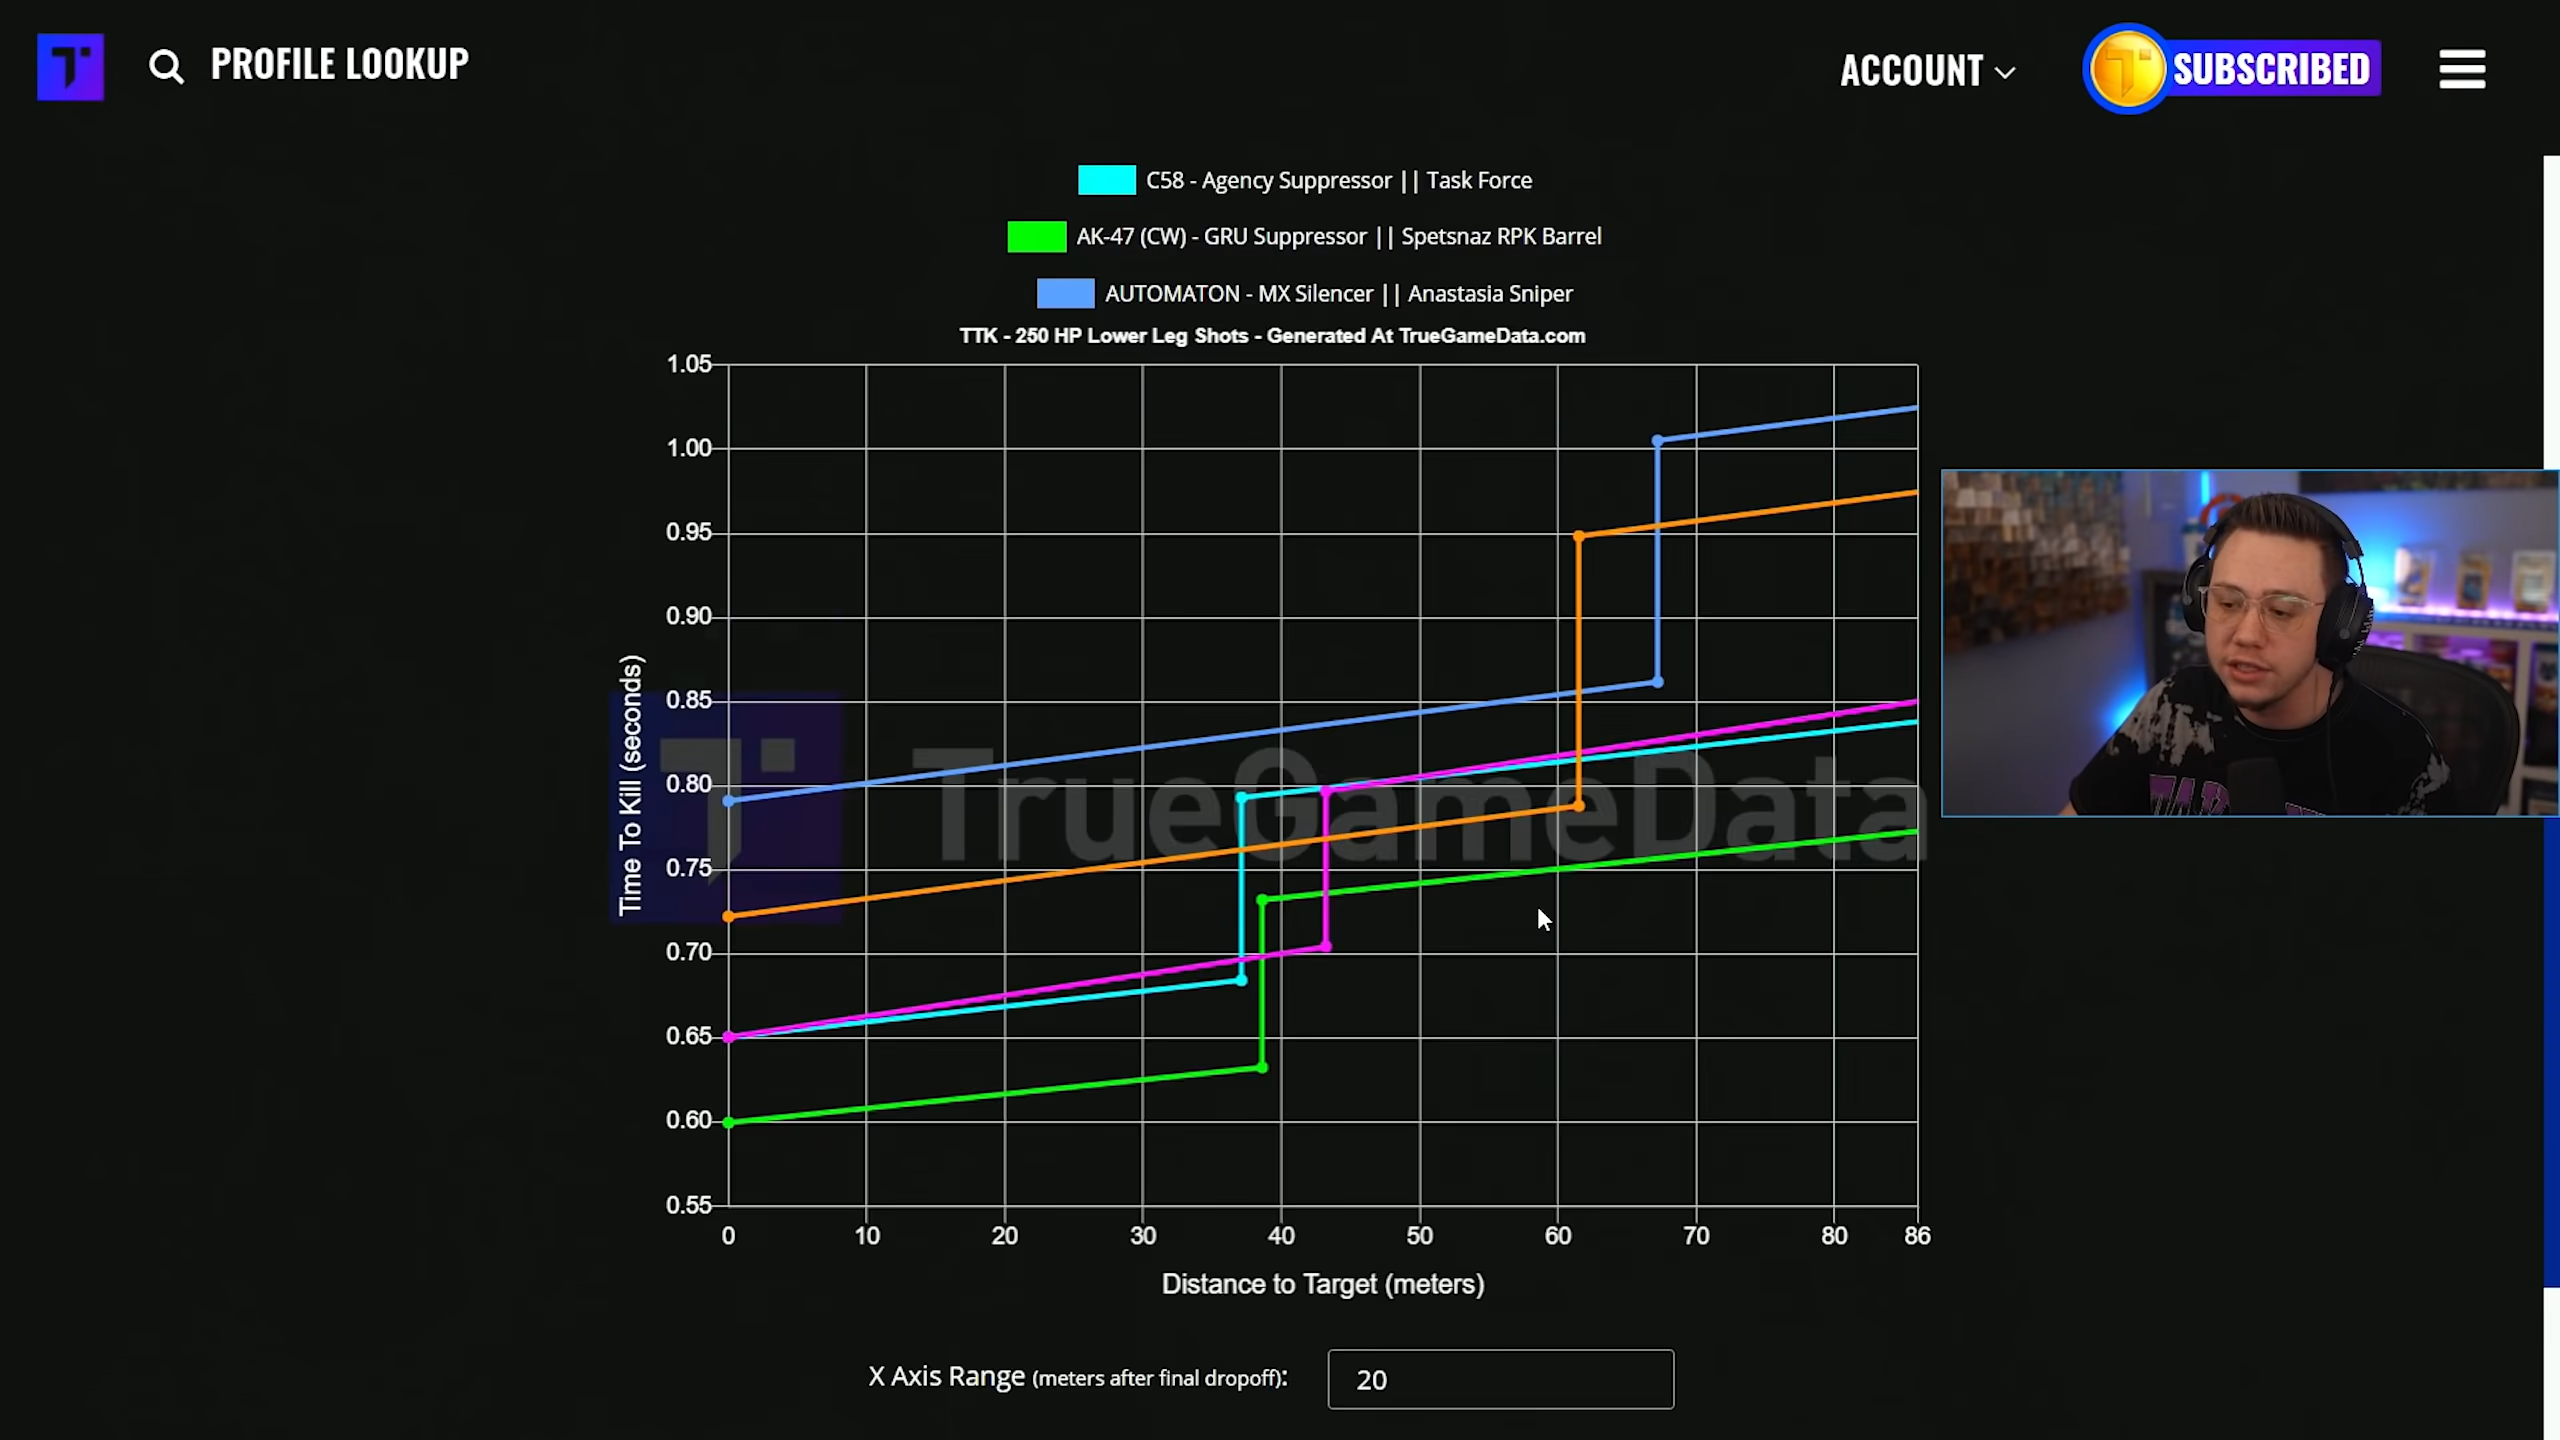 PROFILE LOOKUP
ACCOUNT
SUBSCRIBED
C58 - Agency Suppressor || Task Force
AK-47 (CW) - GRU Suppressor || Spetsnaz RPK Barrel
AUTOMATON - MX Silencer || Anastasia Sniper
TTK - 250 HP Lower Leg Shots - Generated At TrueGameData.com
1.05
1.00
0.95
0.90
0.85
0.80
0.75
0.70
0.65
0.60
0.55
Time To Kill (seconds)
TrueGameData
0 10 20 30 40 50 60 70 80 86
Distance to Target (meters)
X Axis Range (meters after final dropoff): 20